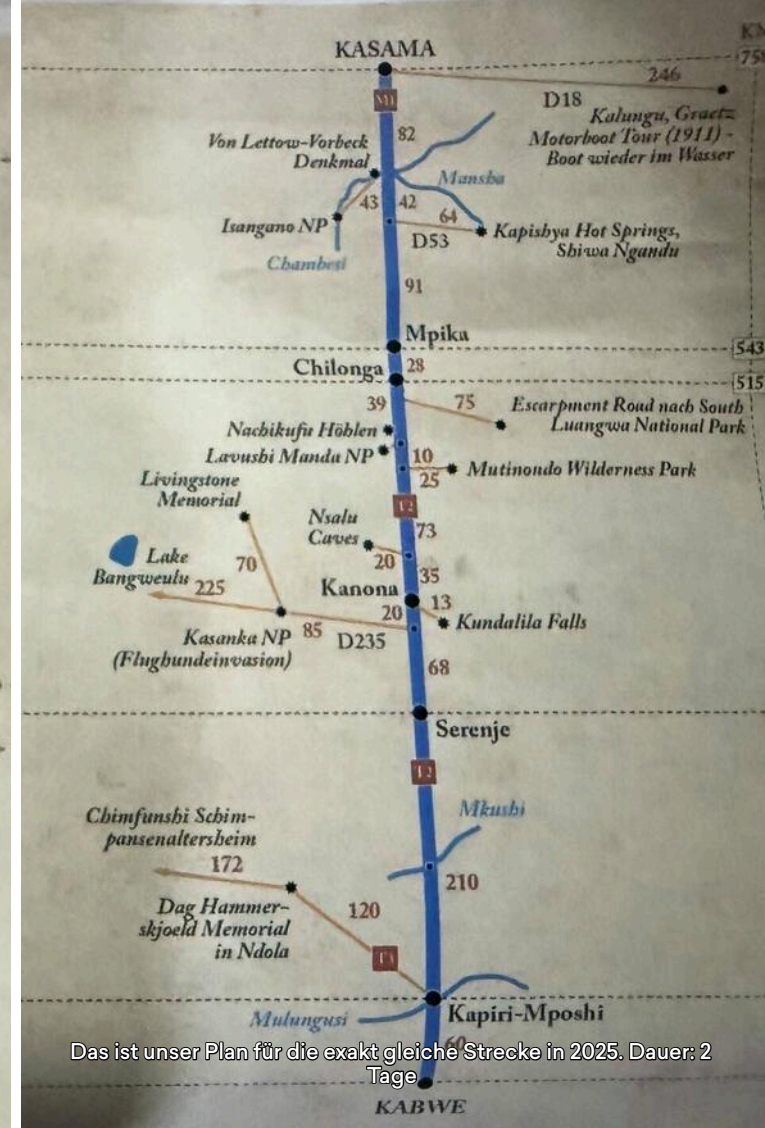 KASAMA
KM
75
246
M1
D18
Kalungu, Graetz
Motorboot Tour (1911) -
Boot wieder im Wasser
82
Von Lettow-Vorbeck
Denkmal
Mansha
43
42
64
Isangano NP
D53
Kapishya Hot Springs,
Shiwa Ngandu
Chambesi
91
Mpika
543
28
Chilonga
515
39
75
Escarpment Road nach South
Luangwa National Park
Nachikufu Höhlen
Lavushi Manda NP
10
Mutinondo Wilderness Park
25
Livingstone
Memorial
T2
Nsalu
Caves
73
20
Lake
Bangweulu
70
35
225
Kanona
13
20
Kundalila Falls
Kasanka NP
(Flughundeinvasion)
85
D235
68
Serenje
T2
Mkushi
Chimfunshi Schim-
pansenaltersheim
172
210
Dag Hammer-
skjoeld Memorial
in Ndola
120
T3
Kapiri-Mposhi
Mulungusi
60
Das ist unser Plan für die exakt gleiche Strecke in 2025. Dauer: 2
Tage
KABWE